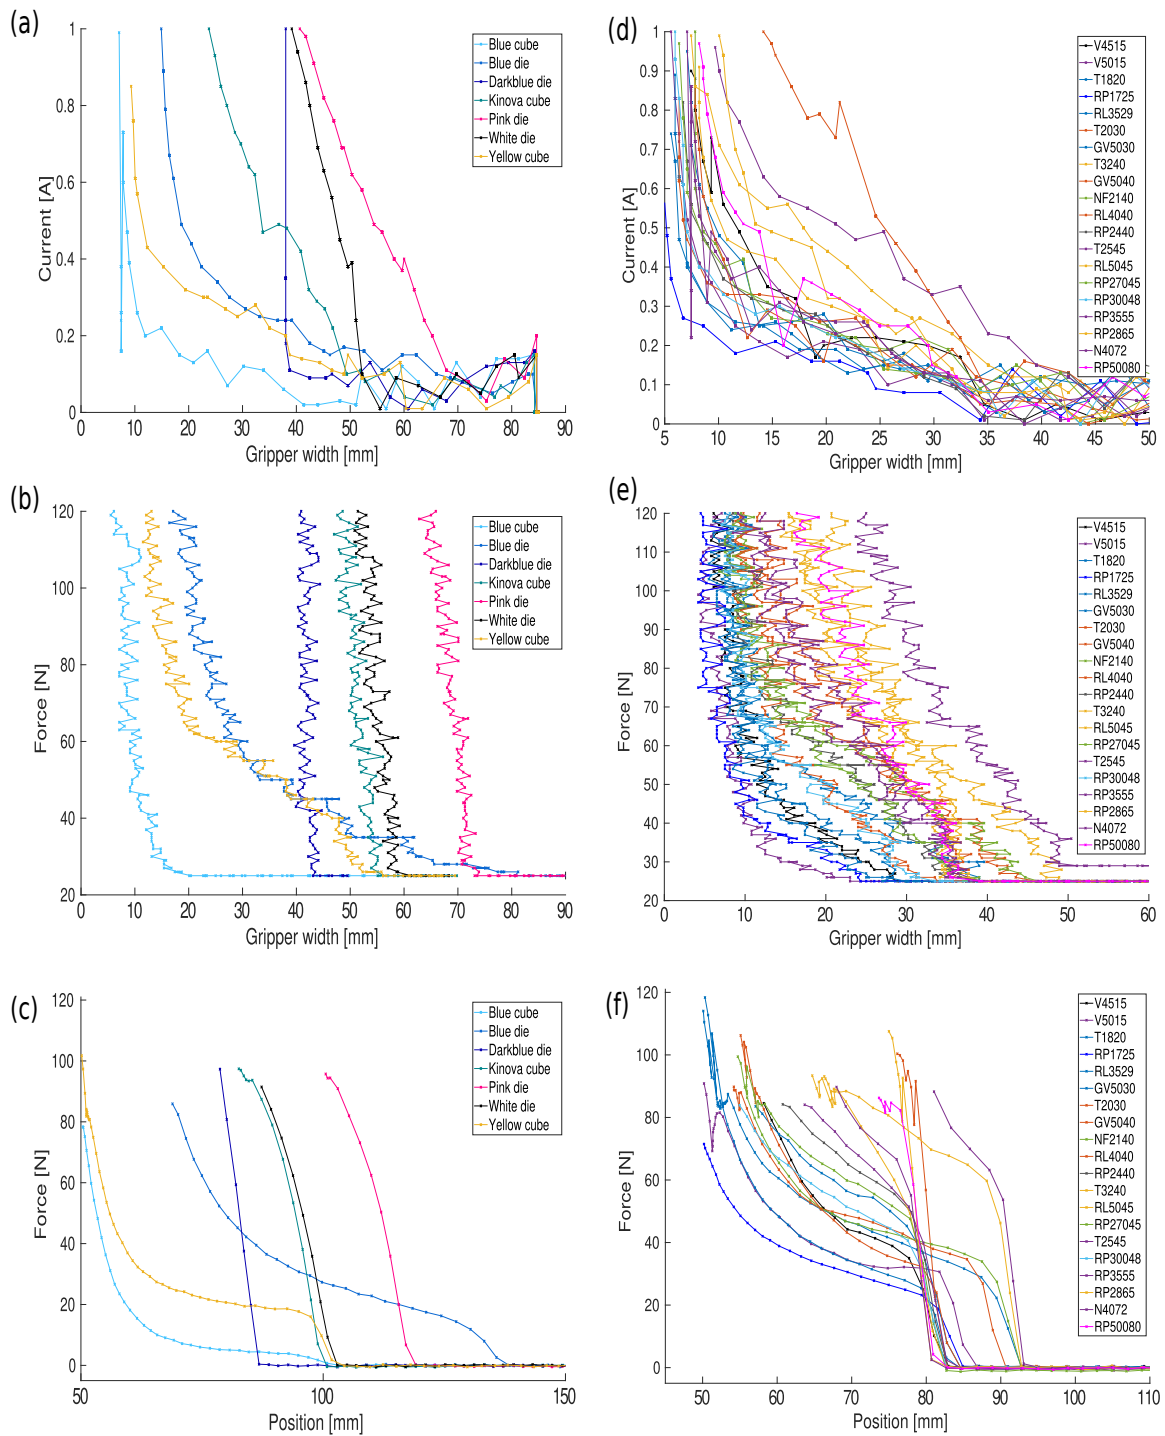 (a)
1
0.8
0.6
0.4
0.2
0
Current [A]
0 10 20 30 40 50 60 70 80 90
Gripper width [mm]
Blue cube
Blue die
Darkblue die
Kinova cube
Pink die
White die
Yellow cube
(d)
1
0.9
0.8
0.7
0.6
0.5
0.4
0.3
0.2
0.1
0
Current [A]
5 10 15 20 25 30 35 40 45 50
Gripper width [mm]
V4515
V5015
T1820
RP1725
RL3529
T2030
GV5030
T3240
GV5040
NF2140
RL4040
RP2440
T2545
RL5045
RP27045
RP30048
RP3555
RP2865
N4072
RP50080
(b)
120
100
80
60
40
20
Force [N]
0 10 20 30 40 50 60 70 80 90
Gripper width [mm]
Blue cube
Blue die
Darkblue die
Kinova cube
Pink die
White die
Yellow cube
(e)
120
110
100
90
80
70
60
50
40
30
20
Force [N]
0 10 20 30 40 50 60
Gripper width [mm]
V4515
V5015
T1820
RP1725
RL3529
GV5030
T2030
GV5040
NF2140
RL4040
RP2440
T3240
RL5045
RP27045
T2545
RP30048
RP3555
RP2865
N4072
RP50080
(c)
120
100
80
60
40
20
0
Force [N]
50 100 150
Position [mm]
Blue cube
Blue die
Darkblue die
Kinova cube
Pink die
White die
Yellow cube
(f)
120
100
80
60
40
20
0
Force [N]
50 60 70 80 90 100 110
Position [mm]
V4515
V5015
T1820
RP1725
RL3529
GV5030
T2030
GV5040
NF2140
RL4040
RP2440
T3240
RL5045
RP27045
T2545
RP30048
RP3555
RP2865
N4072
RP50080